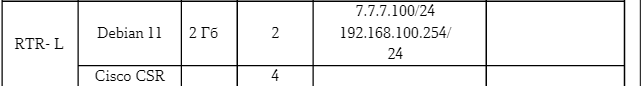 RTR- L
Debian 11
2 Гб
2
7.7.7.100/24
192.168.100.254/
24
Cisco CSR
4